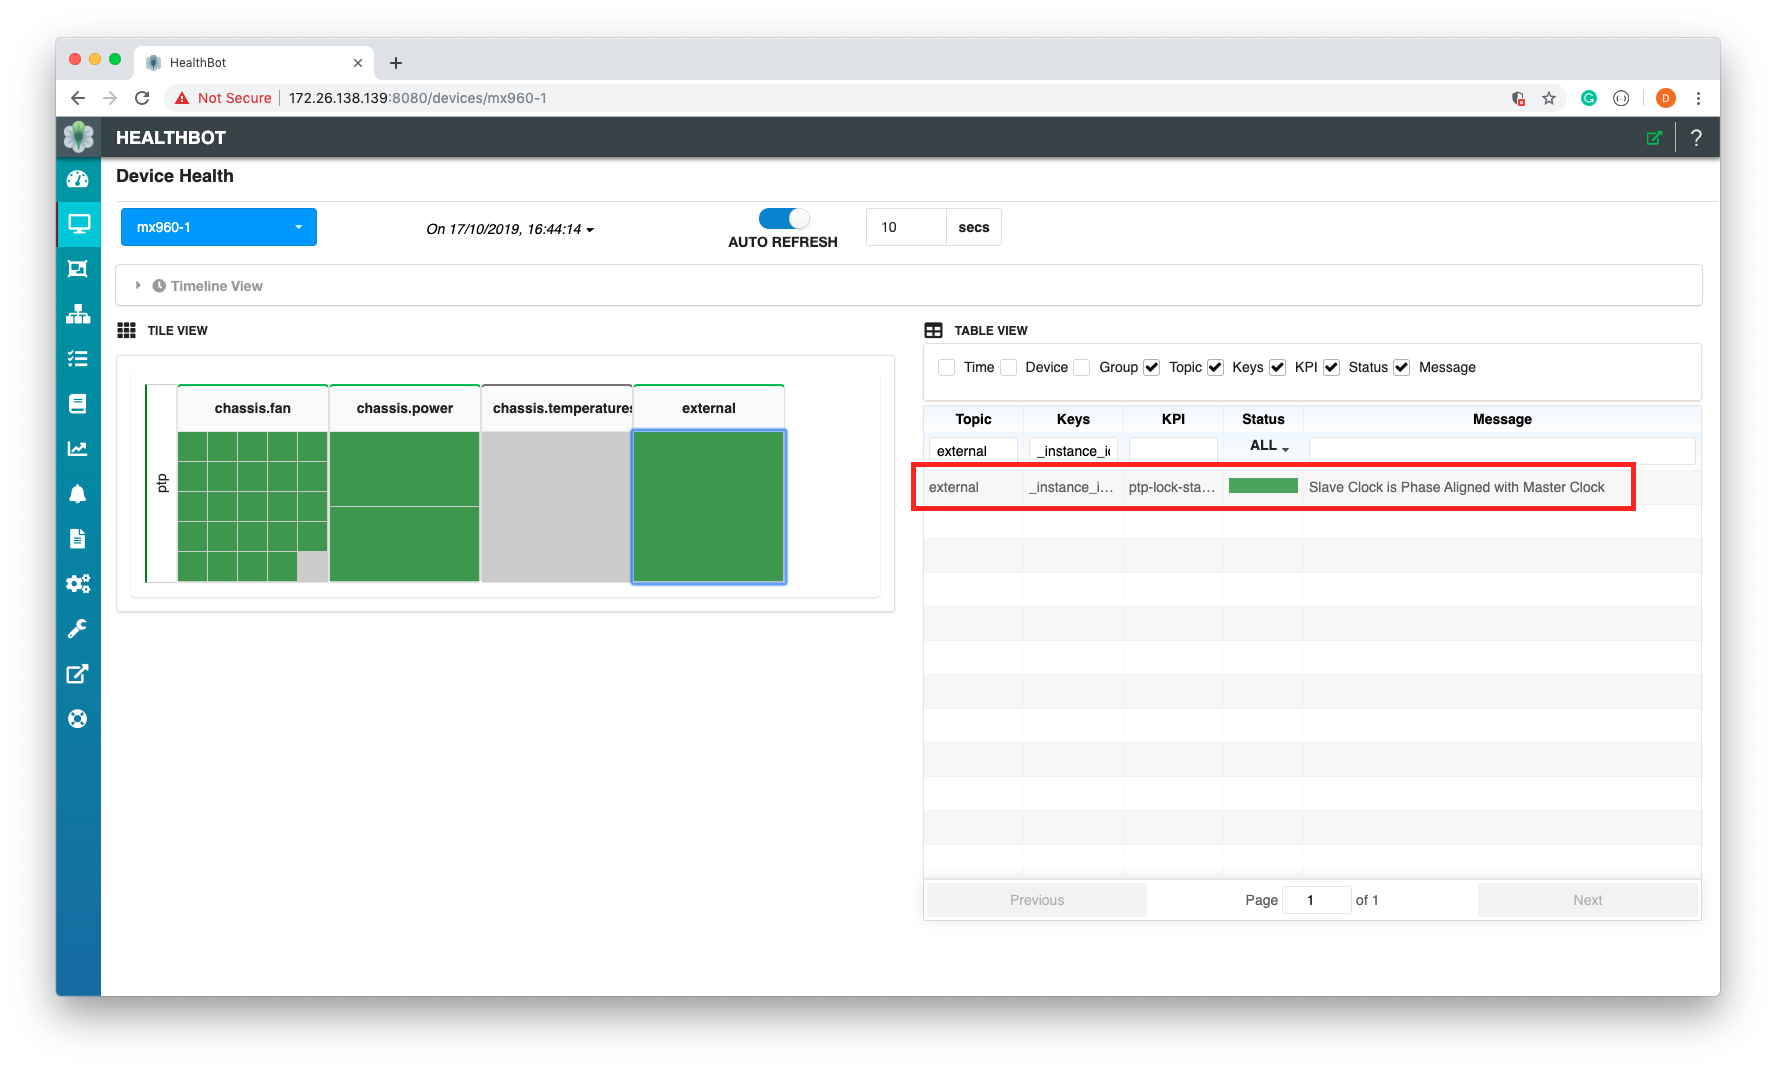 HealthBot
Not Secure
172.26.138.139:8080/devices/mx960-1
D
HEALTHBOT
?
Device Health
mx960-1
On 17/10/2019, 16:44:14
AUTO REFRESH
10
secs
Timeline View
TILE VIEW
ptp
chassis.fan
chassis.power
chassis.temperatures
external
TABLE VIEW
Time Device Group Topic Keys KPI Status Message
Topic Keys KPI Status Message
external _instance_i ALL
external _instance_i... ptp-lock-sta... Slave Clock is Phase Aligned with Master Clock
Previous Page 1 of 1 Next